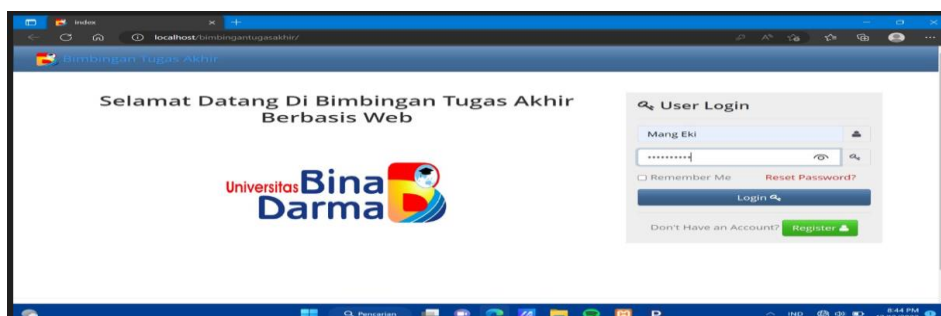 index
localhost/bimbingantugasakhir/
Bimbingan Tugas Akhir
Selamat Datang Di Bimbingan Tugas Akhir
Berbasis Web
Universitas Bina
Darma
User Login
Mang Eki
Remember Me Reset Password?
Login
Don't Have an Account? Register
Pencarian
IND
8:44 PM